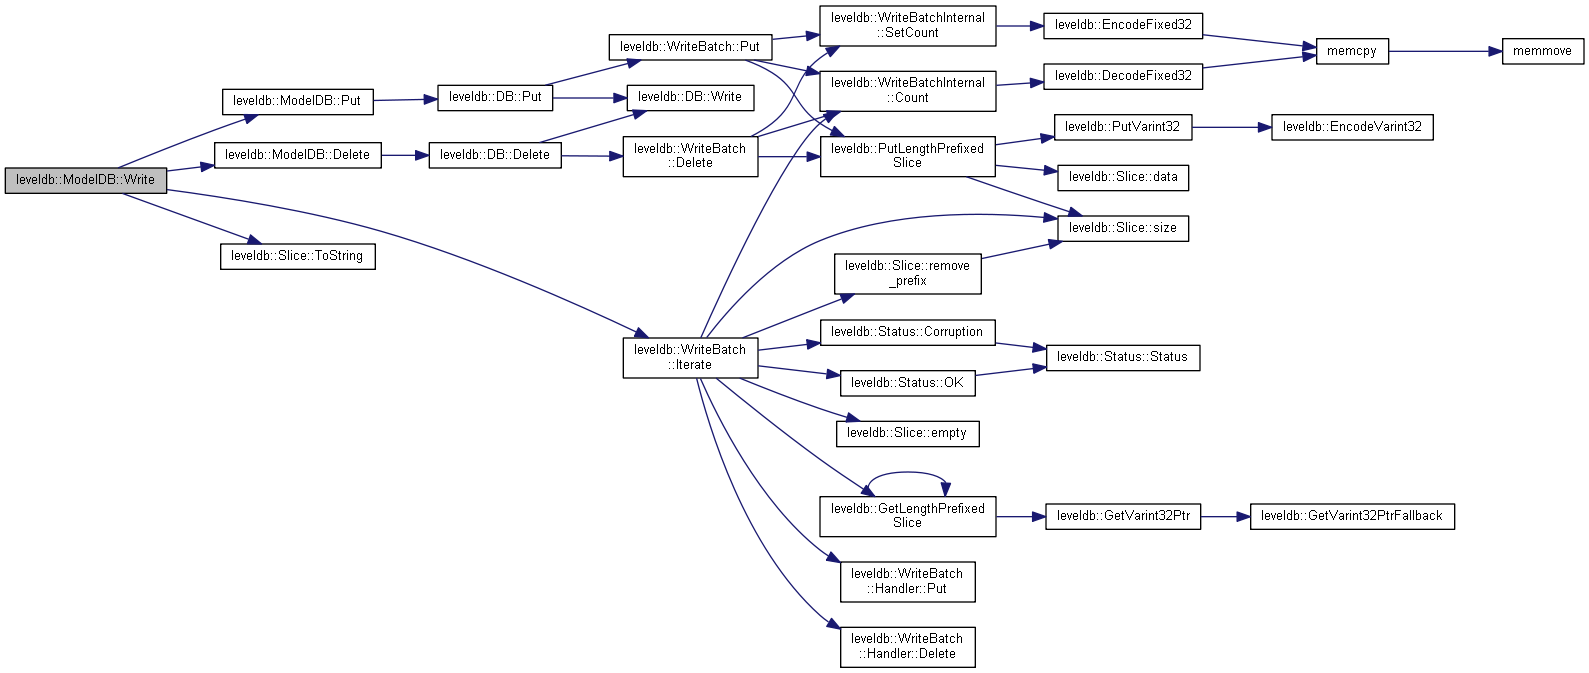 leveldb::ModelDB::Write
leveldb::ModelDB::Put
leveldb::ModelDB::Delete
leveldb::Slice::ToString
leveldb::DB::Put
leveldb::DB::Delete
leveldb::WriteBatch::Put
leveldb::DB::Write
leveldb::WriteBatch
::Delete
leveldb::WriteBatch
::Iterate
leveldb::WriteBatchInternal
::SetCount
leveldb::WriteBatchInternal
::Count
leveldb::PutLengthPrefixed
Slice
leveldb::Slice::remove
_prefix
leveldb::Status::Corruption
leveldb::Status::OK
leveldb::Slice::empty
leveldb::GetLengthPrefixed
Slice
leveldb::WriteBatch
::Handler::Put
leveldb::WriteBatch
::Handler::Delete
leveldb::EncodeFixed32
leveldb::DecodeFixed32
leveldb::PutVarint32
leveldb::Slice::data
leveldb::Slice::size
leveldb::Status::Status
leveldb::GetVarint32Ptr
memcpy
leveldb::EncodeVarint32
leveldb::GetVarint32PtrFallback
memmove